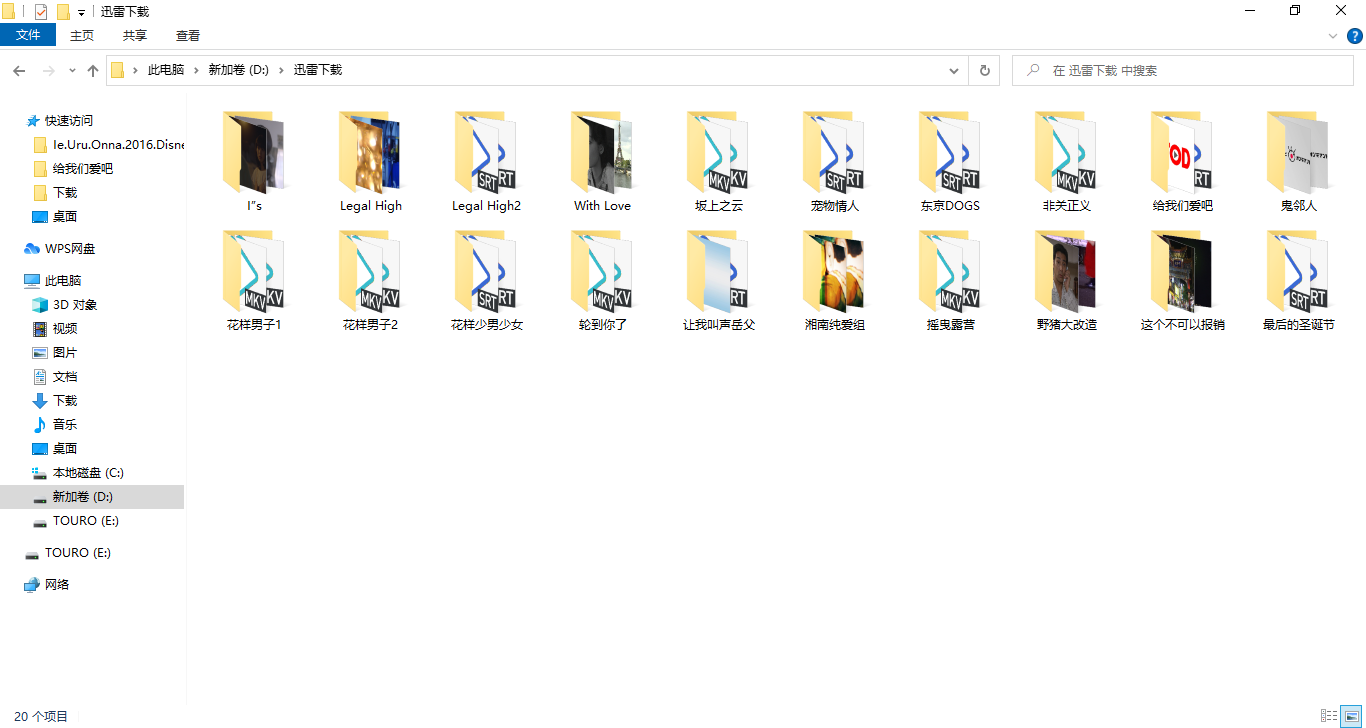 迅雷下载
文件 主页 共享 查看
此电脑 新加卷 (D:) 迅雷下载
在 迅雷下载 中搜索
快速访问
Ie.Uru.Onna.2016.Disne
给我们爱吧
下载
桌面
WPS网盘
此电脑
3D 对象
视频
图片
文档
下载
音乐
桌面
本地磁盘 (C:)
新加卷 (D:)
TOURO (E:)
TOURO (E:)
网络
I"s
Legal High
Legal High2
With Love
坂上之云
宠物情人
东京DOGS
非关正义
给我们爱吧
鬼邻人
花样男子1
花样男子2
花样少男少女
轮到你了
让我叫声岳父
湘南纯爱组
摇曳露营
野猪大改造
这个不可以报销
最后的圣诞节
20 个项目